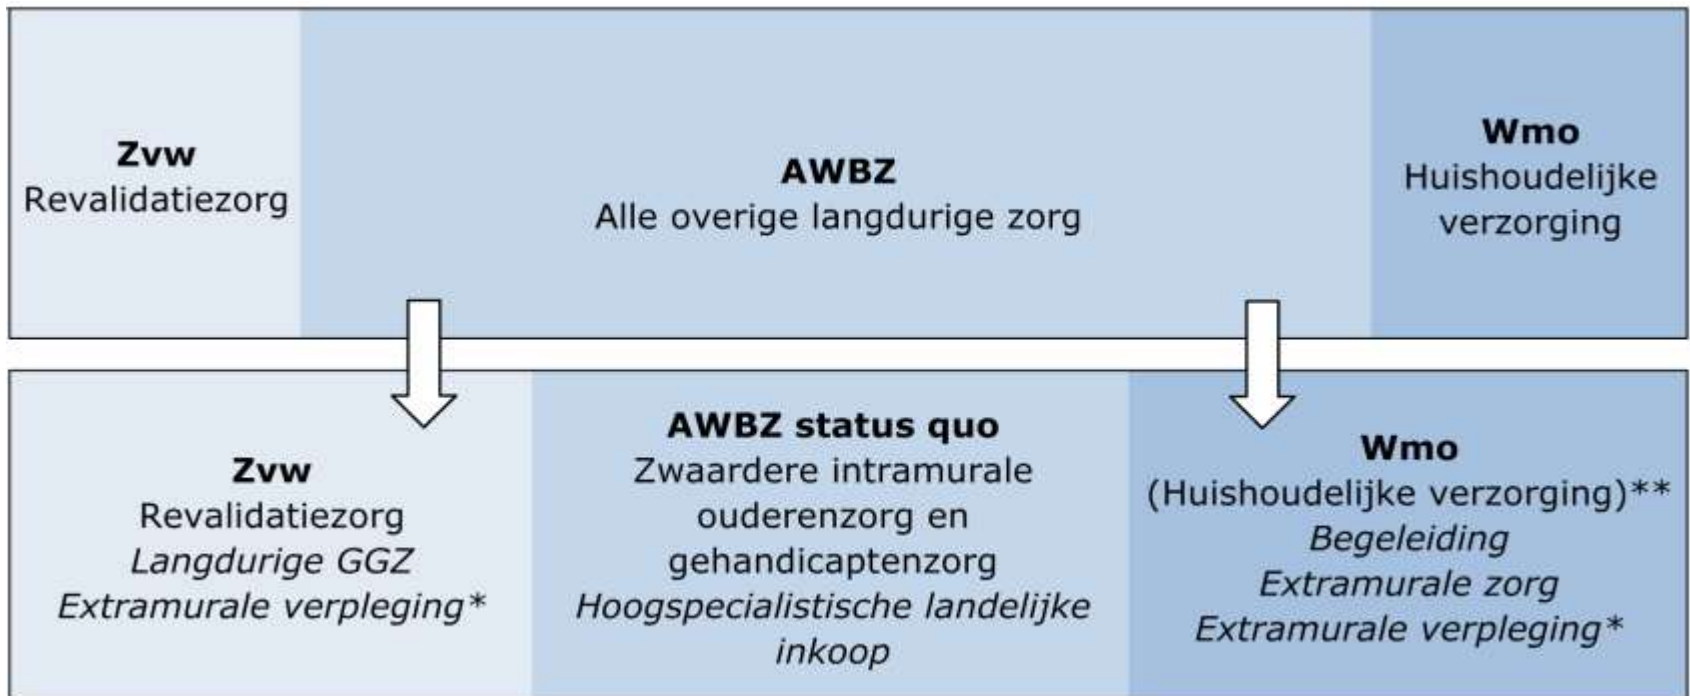 Zvw
Revalidatiezorg
AWBZ
Alle overige langdurige zorg
Wmo
Huishoudelijke
verzorging
Zvw
Revalidatiezorg
Langdurige GGZ
Extramurale verpleging*
AWBZ status quo
Zwaardere intramurale
ouderenzorg en
gehandicaptenzorg
Hoogspecialistische landelijke
inkoop
Wmo
(Huishoudelijke verzorging)**
Begeleiding
Extramurale zorg
Extramurale verpleging*